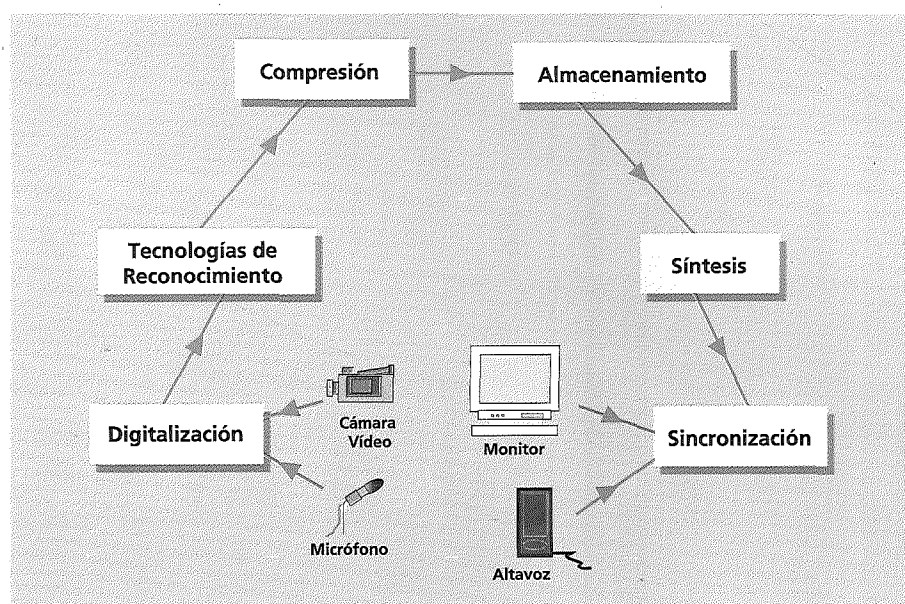 Compresión
Almacenamiento
Tecnologías de
Reconocimiento
Síntesis
Digitalización
Cámara
Vídeo
Monitor
Sincronización
Micrófono
Altavoz